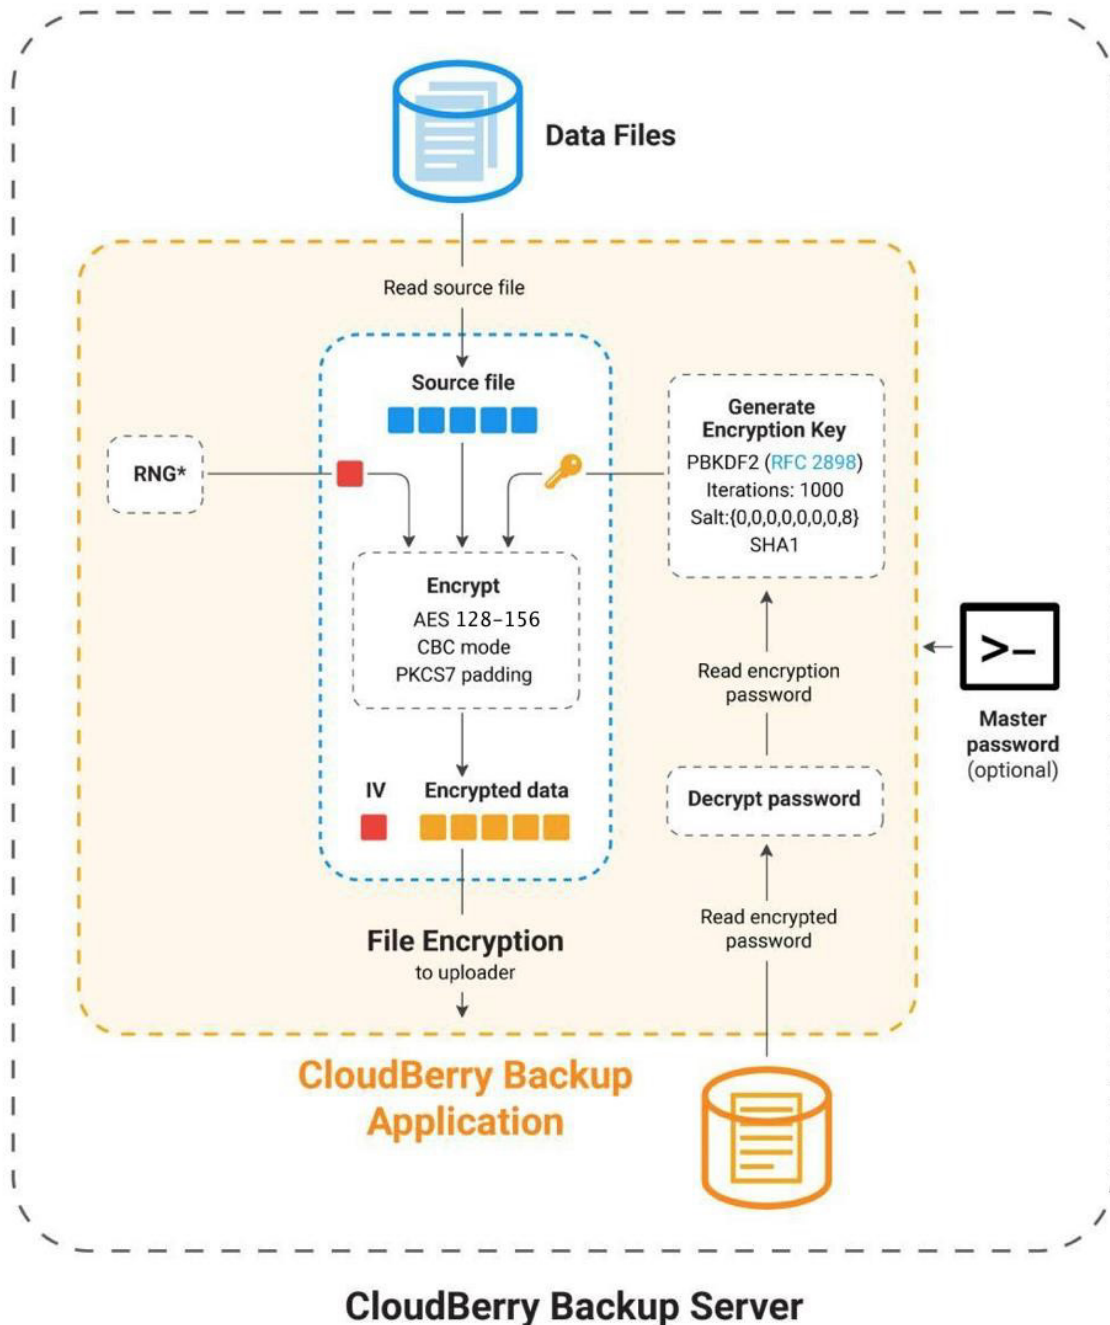 Data Files
Read source file
Source file
RNG*
Generate
Encryption Key
PBKDF2 (RFC 2898)
Iterations: 1000
Salt:{0,0,0,0,0,0,0,8}
SHA1
Encrypt
AES 128-156
CBC mode
PKCS7 padding
Read encryption
password
>-
Master
password
(optional)
IV
Encrypted data
Decrypt password
Read encrypted
password
File Encryption
to uploader
CloudBerry Backup
Application
CloudBerry Backup Server